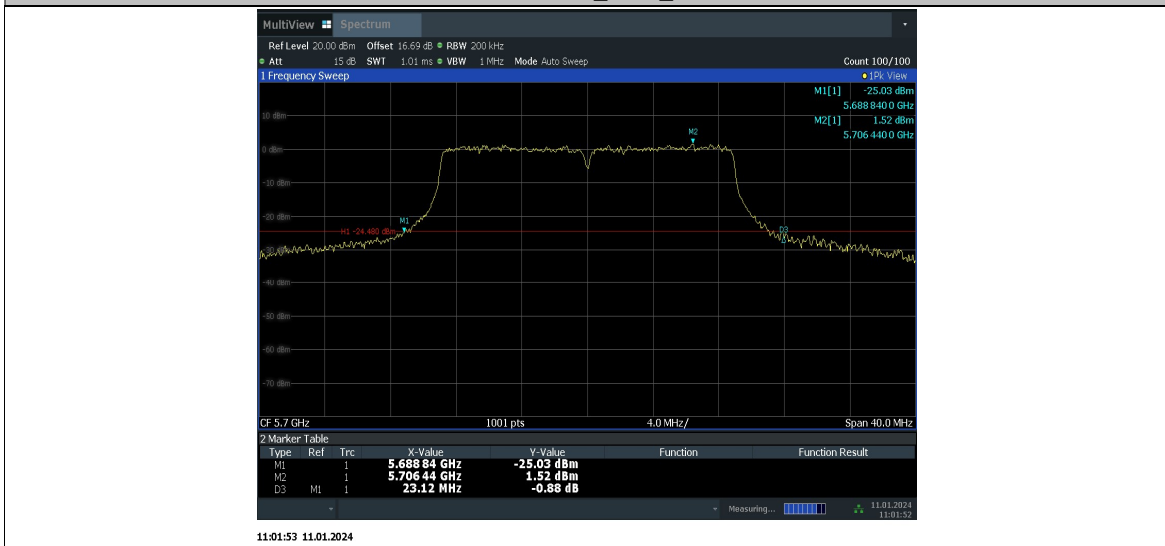 MultiView Spectrum
Ref Level 20.00 dBm Offset 16.69 dB RBW 200 kHz
Att 15 dB SWT 1.01 ms VBW 1 MHz Mode Auto Sweep Count 100/100
1 Frequency Sweep 1Pk View
M1[1] -25.03 dBm
5.688 840 0 GHz
M2[1] 1.52 dBm
5.706 440 0 GHz
10 dBm
M2
0 dBm
-10 dBm
-20 dBm
M1
H1 -24.480 dBm
D3
-30 dBm
-40 dBm
-50 dBm
-60 dBm
-70 dBm
CF 5.7 GHz 1001 pts 4.0 MHz/ Span 40.0 MHz
2 Marker Table
Type Ref Trc X-Value Y-Value Function Function Result
M1 1 5.688 84 GHz -25.03 dBm
M2 1 5.706 44 GHz 1.52 dBm
D3 M1 1 23.12 MHz -0.88 dB
Measuring... 11.01.2024
11:01:52
11:01:53 11.01.2024